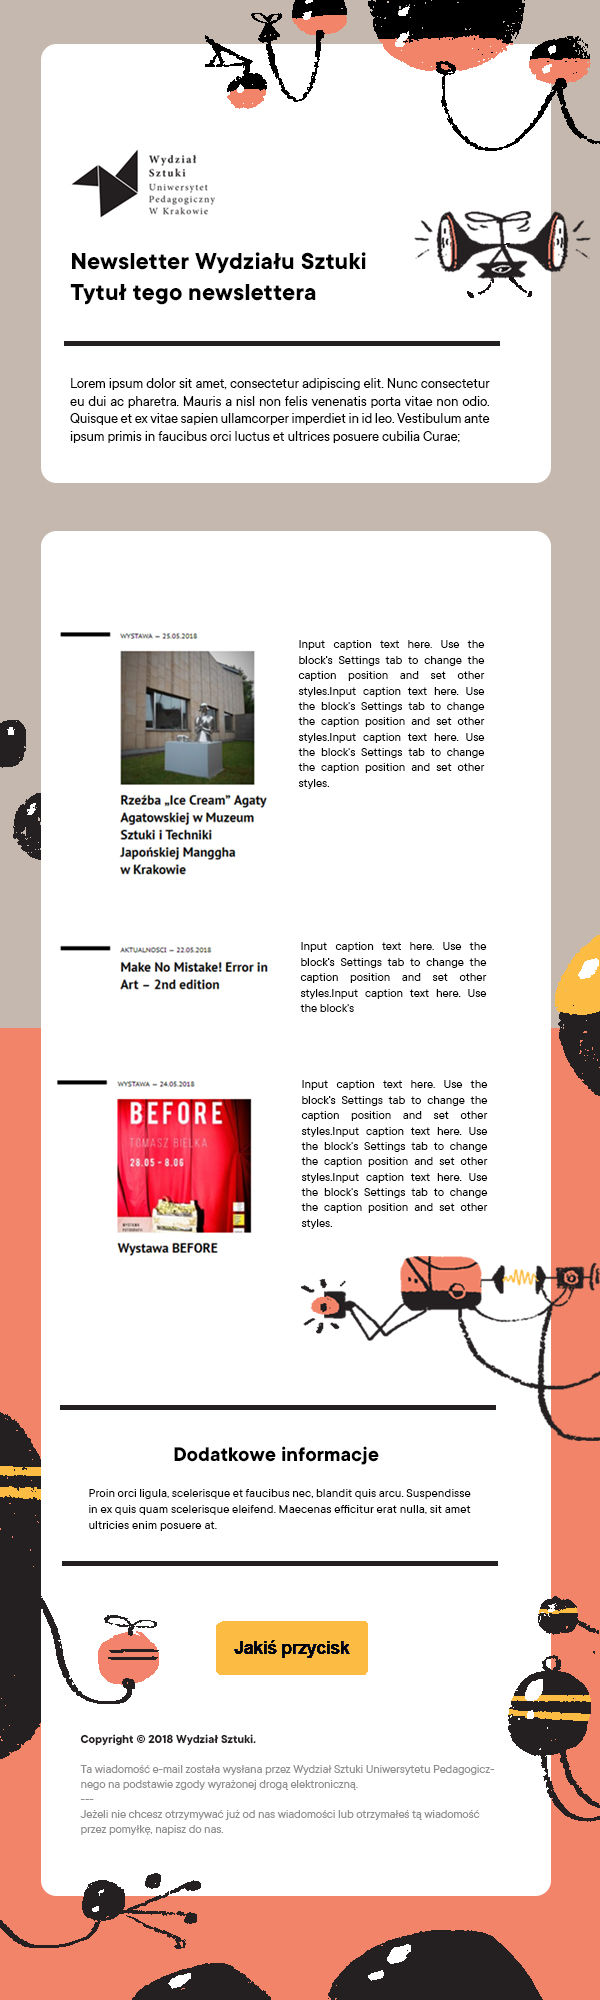 Wydział
Sztuki
Uniwersytet
Pedagogiczny
W Krakowie
Newsletter Wydziału Sztuki
Tytuł tego newslettera
Lorem ipsum dolor sit amet, consectetur adipiscing elit. Nunc consectetur
eu dui ac pharetra. Mauris a nisl non felis venenatis porta vitae non odio.
Quisque et ex vitae sapien ullamcorper imperdiet in id leo. Vestibulum ante
ipsum primis in faucibus orci luctus et ultrices posuere cubilia Curae;
WYSTAWA – 25.05.2018
Rzeźba „Ice Cream” Agaty
Agatowskiej w Muzeum
Sztuki i Techniki
Japońskiej Manggha
w Krakowie
Input caption text here. Use the
block's Settings tab to change the
caption position and set other
styles.Input caption text here. Use
the block's Settings tab to change
the caption position and set other
styles.Input caption text here. Use
the block's Settings tab to change
the caption position and set other
styles.
AKTUALNOŚCI – 22.05.2018
Make No Mistake! Error in
Art – 2nd edition
Input caption text here. Use the
block's Settings tab to change the
caption position and set other
styles.Input caption text here. Use
the block's
WYSTAWA – 24.05.2018
BEFORE
TOMASZ BIELKA
28.05 – 8.06
Wystawa BEFORE
Input caption text here. Use the
block's Settings tab to change the
caption position and set other
styles.Input caption text here. Use
the block's Settings tab to change
the caption position and set other
styles.Input caption text here. Use
the block's Settings tab to change
the caption position and set other
styles.
Dodatkowe informacje
Proin orci ligula, scelerisque et faucibus nec, blandit quis arcu. Suspendisse
in ex quis quam scelerisque eleifend. Maecenas efficitur erat nulla, sit amet
ultricies enim posuere at.
Jakiś przycisk
Copyright © 2018 Wydział Sztuki.
Ta wiadomość e-mail została wysłana przez Wydział Sztuki Uniwersytetu Pedagogicz-
nego na podstawie zgody wyrażonej drogą elektroniczną.
---
Jeżeli nie chcesz otrzymywać już od nas wiadomości lub otrzymałeś tą wiadomość
przez pomyłkę, napisz do nas.